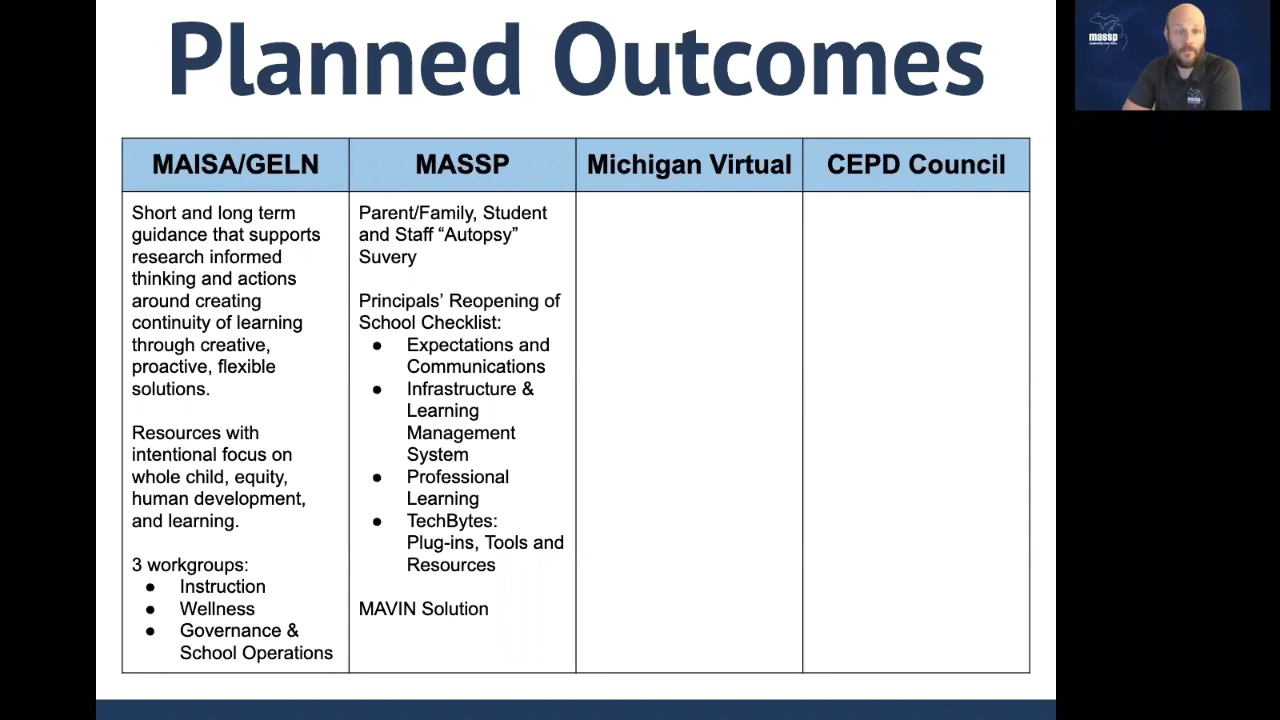 Planned Outcomes
MAISA/GELN
MASSP
Michigan Virtual
CEPD Council
Short and long term
guidance that supports
research informed
thinking and actions
around creating
continuity of learning
through creative,
proactive, flexible
solutions.
Resources with
intentional focus on
whole child, equity,
human development,
and learning.
3 workgroups:
● Instruction
● Wellness
● Governance &
School Operations
Parent/Family, Student
and Staff “Autopsy”
Suvery
Principals’ Reopening of
School Checklist:
● Expectations and
Communications
● Infrastructure &
Learning
Management
System
● Professional
Learning
● TechBytes:
Plug-ins, Tools and
Resources
MAVIN Solution
massp